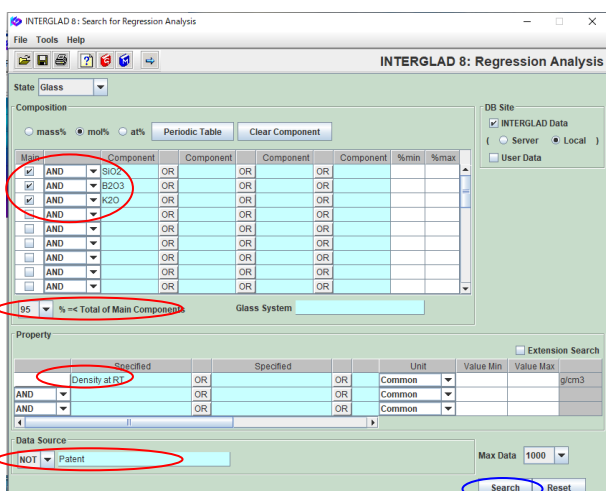 INTERGLAD 8: Search for Regression Analysis
File Tools Help
INTERGLAD 8: Regression Analysis
State Glass
Composition
DB Site
mass% mol% at% Periodic Table Clear Component
INTERGLAD Data
( Server Local )
User Data
Main Component Component Component Component %min %max
AND SiO2 OR OR OR
AND B2O3 OR OR OR
AND K2O OR OR OR
AND OR OR OR
AND OR OR OR
AND OR OR OR
AND OR OR OR
AND OR OR OR
95 % =< Total of Main Components Glass System
Property
Extension Search
Specified Specified Unit Value Min Value Max
Density at RT OR OR Common g/cm3
AND OR OR Common
AND OR OR Common
Data Source
NOT Patent
Max Data 1000
Search Reset